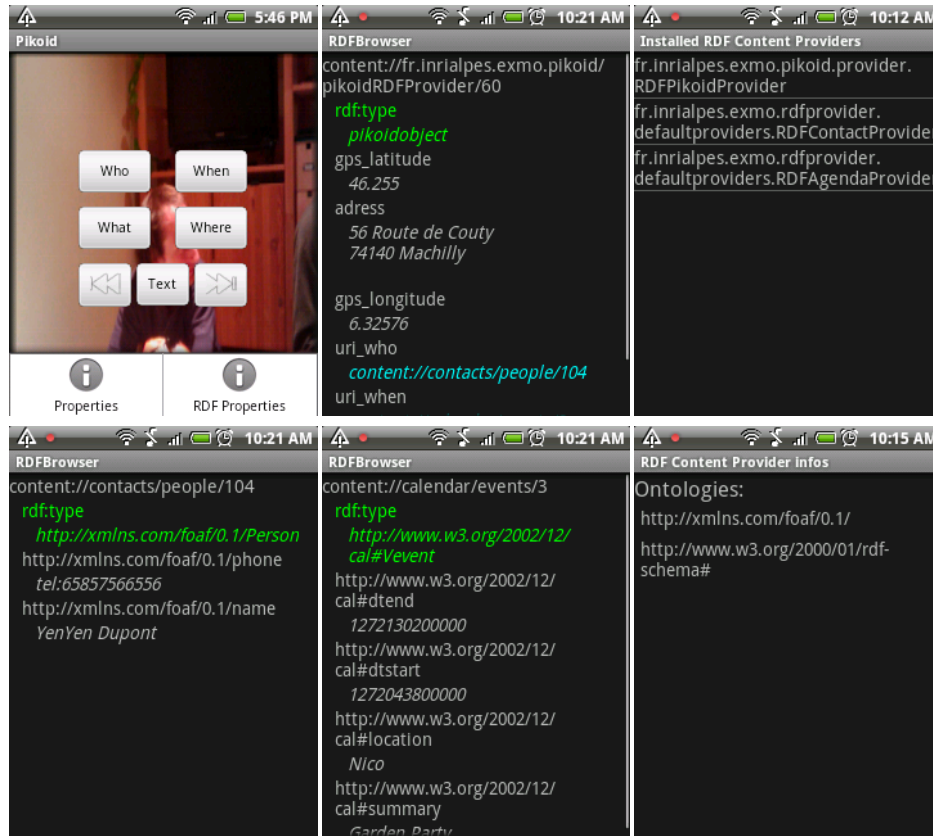 5:46 PM
Pikoid
Who
When
What
Where
Text
Properties
RDF Properties
10:21 AM
RDFBrowser
content://fr.inrialpes.exmo.pikoid/
pikoidRDFProvider/60
rdf:type
pikoidobject
gps_latitude
46.255
adress
56 Route de Couty
74140 Machilly
gps_longitude
6.32576
uri_who
content://contacts/people/104
uri_when
10:12 AM
Installed RDF Content Providers
fr.inrialpes.exmo.pikoid.provider.
RDFPikoidProvider
fr.inrialpes.exmo.rdfprovider.
defaultproviders.RDFContactProvider
fr.inrialpes.exmo.rdfprovider.
defaultproviders.RDFAgendaProvider
10:21 AM
RDFBrowser
content://contacts/people/104
rdf:type
http://xmlns.com/foaf/0.1/Person
http://xmlns.com/foaf/0.1/phone
tel:65857566556
http://xmlns.com/foaf/0.1/name
YenYen Dupont
10:21 AM
RDFBrowser
content://calendar/events/3
rdf:type
http://www.w3.org/2002/12/
cal#Vevent
http://www.w3.org/2002/12/
cal#dtend
1272130200000
http://www.w3.org/2002/12/
cal#dtstart
1272043800000
http://www.w3.org/2002/12/
cal#location
Nico
http://www.w3.org/2002/12/
cal#summary
Garden Party
10:15 AM
RDF Content Provider infos
Ontologies:
http://xmlns.com/foaf/0.1/
http://www.w3.org/2000/01/rdf-
schema#